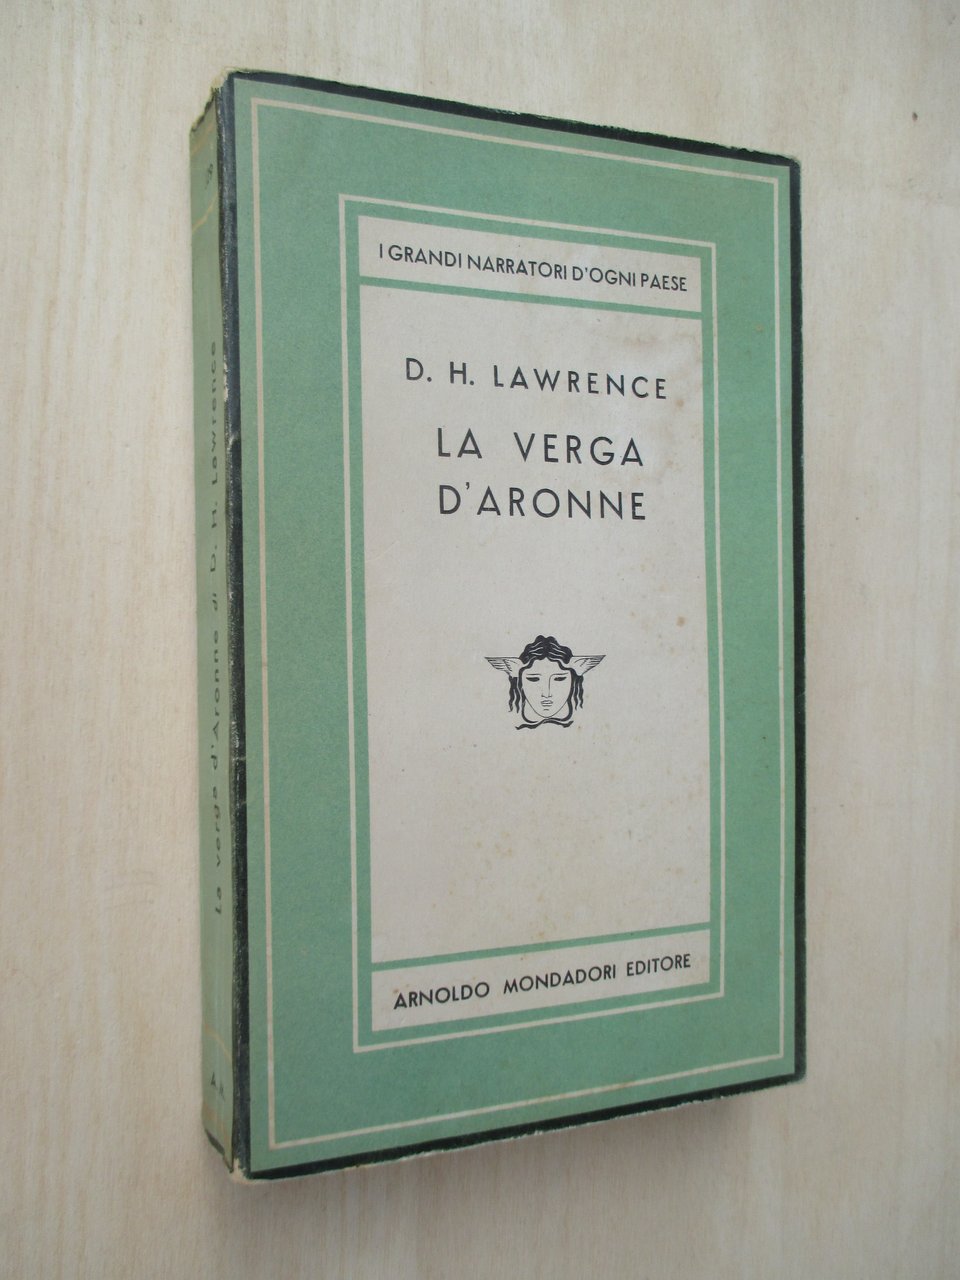 I GRANDI NARRATORI D'OGNI PAESE
D. H. LAWRENCE
LA VERGA
D'ARONNE
ARNOLDO MONDADORI EDITORE
La verga d'Aronne di D. H. Lawrence